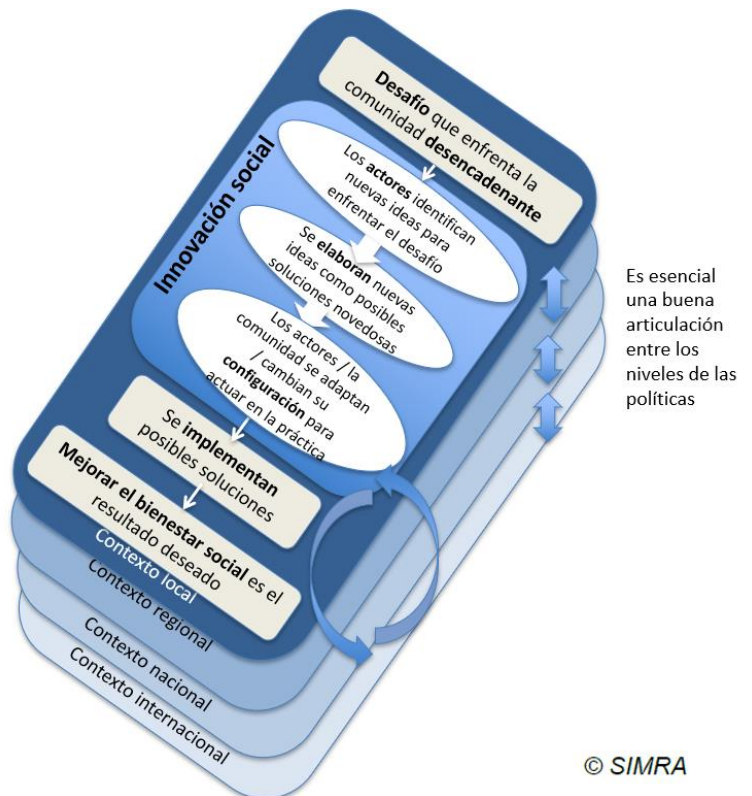 Desafío que enfrenta la
comunidad desencadenante
Innovación social
Los actores identifican
nuevas ideas para
enfrentar el desafío
Se elaboran nuevas
ideas como posibles
soluciones novedosas
Los actores / la
comunidad se adaptan
/ cambian su
configuración para
actuar en la práctica
Se implementan
posibles soluciones
Mejorar el bienestar social es el
resultado deseado
Contexto local
Contexto regional
Contexto nacional
Contexto internacional
Es esencial
una buena
articulación
entre los
niveles de las
políticas
© SIMRA